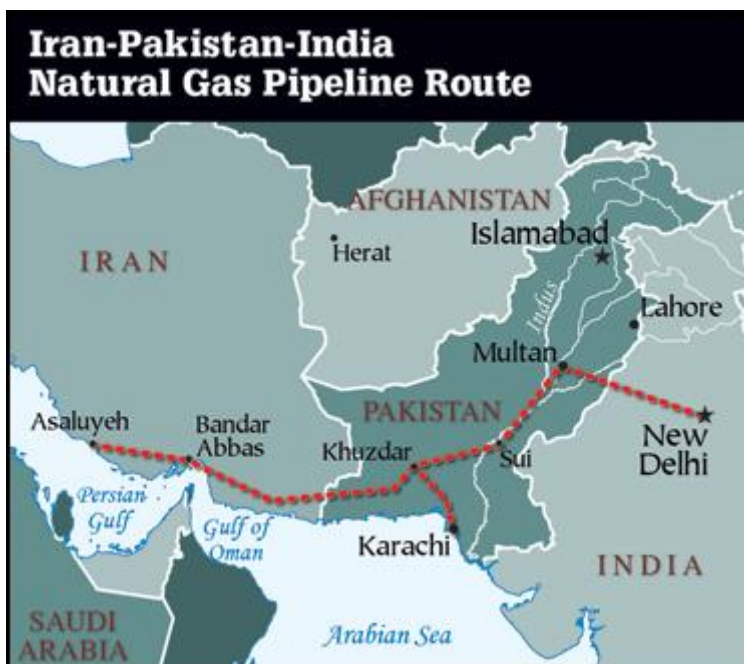 Iran-Pakistan-India
Natural Gas Pipeline Route
AFGHANISTAN
Islamabad
Herat
IRAN
Indus
Lahore
Multan
Asaluyeh
Bandar
Abbas
PAKISTAN
Khuzdar
Sui
New
Delhi
Persian
Gulf
Gulf of
Oman
Karachi
INDIA
SAUDI
ARABIA
Arabian Sea